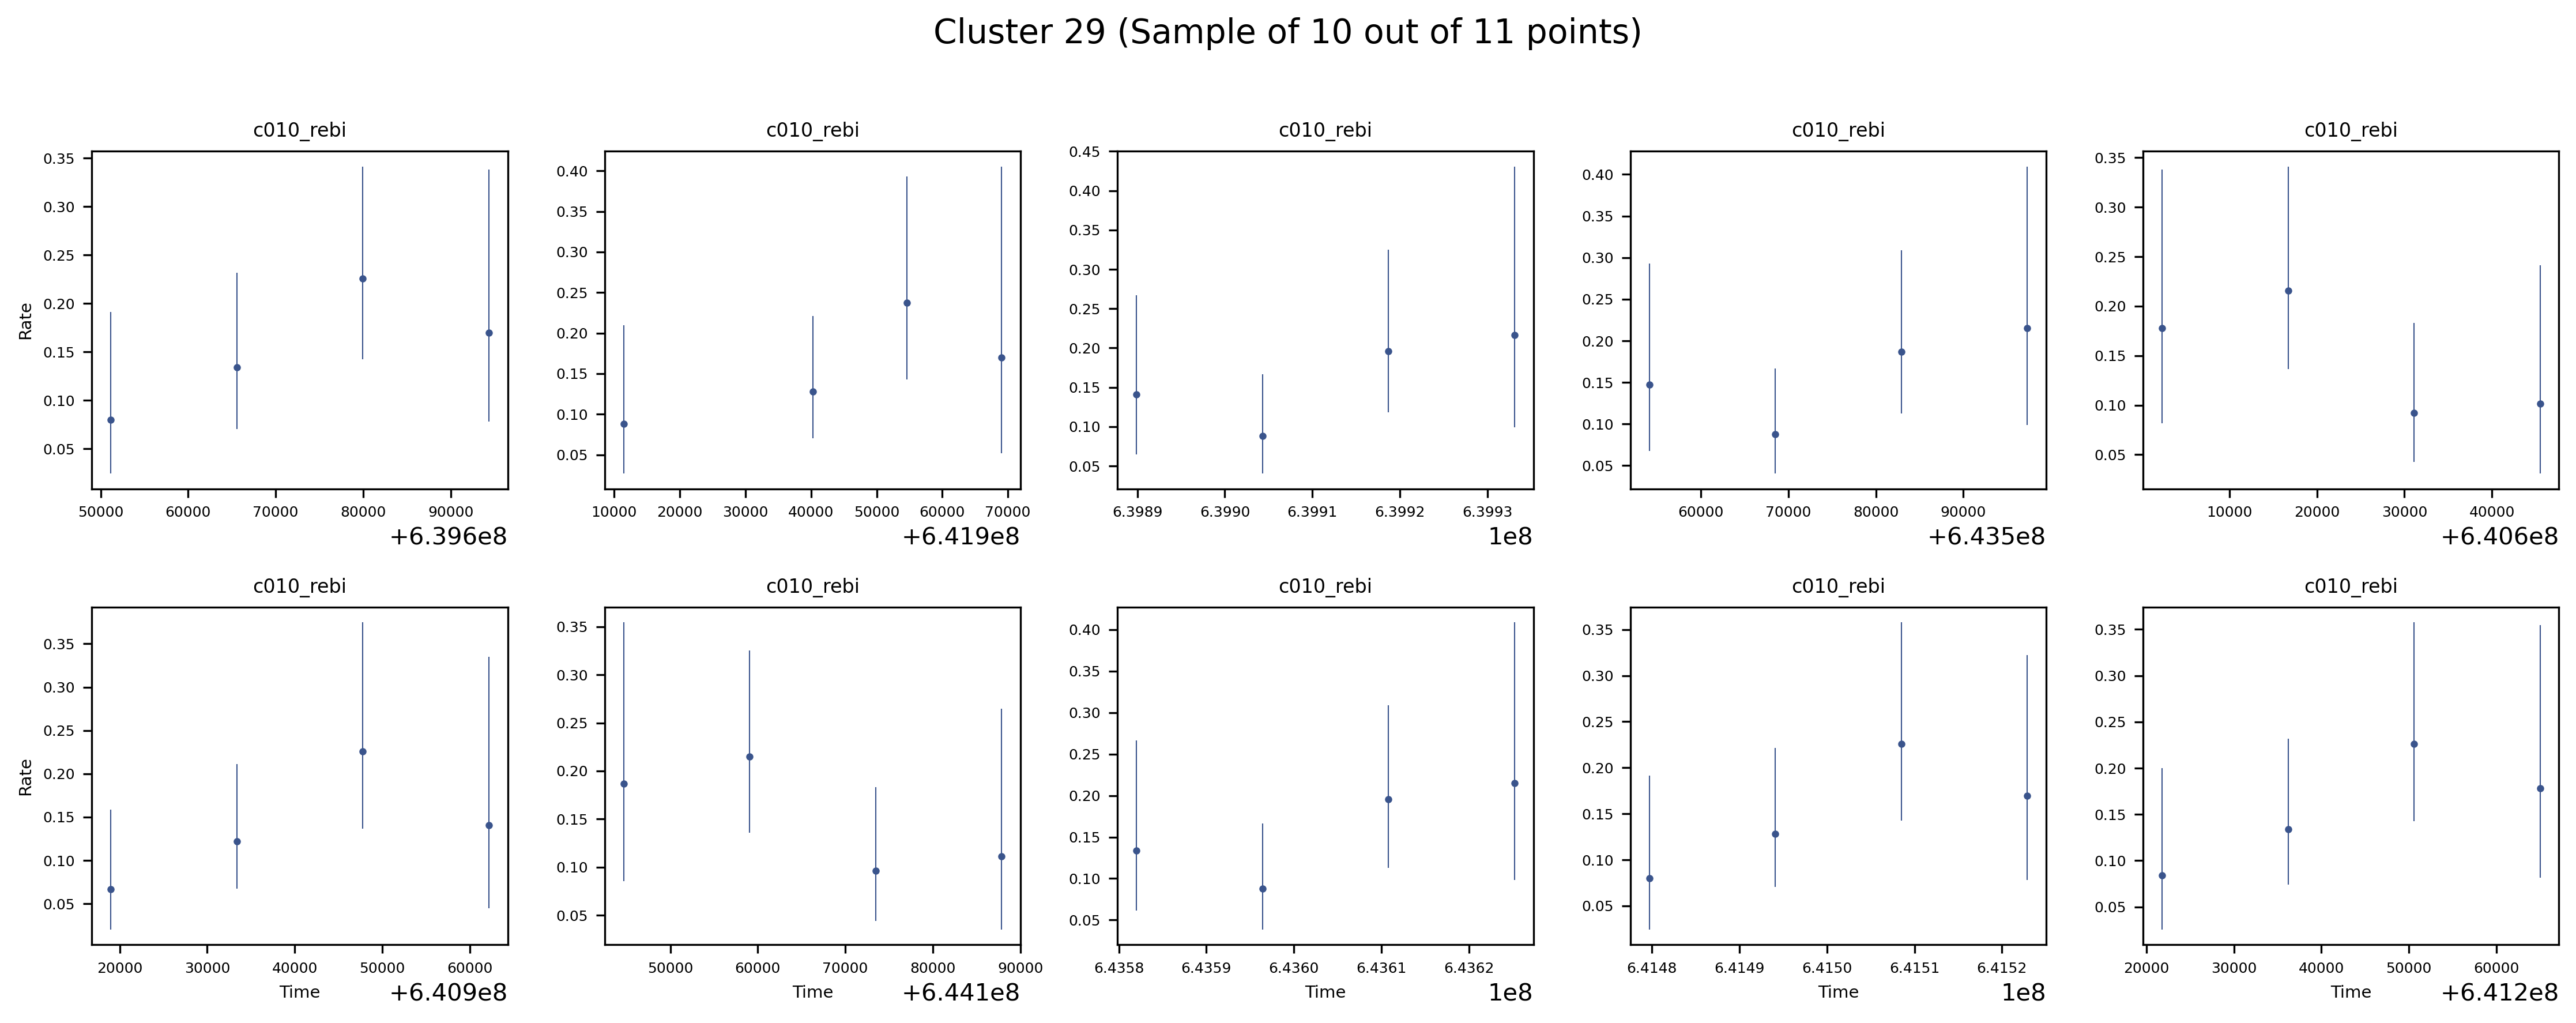 Cluster 29 (Sample of 10 out of 11 points)
c010_rebi
Rate
0.35
0.30
0.25
0.20
0.15
0.10
0.05
50000 60000 70000 80000 90000
+6.396e8
c010_rebi
0.40
0.35
0.30
0.25
0.20
0.15
0.10
0.05
10000 20000 30000 40000 50000 60000 70000
+6.419e8
c010_rebi
0.45
0.40
0.35
0.30
0.25
0.20
0.15
0.10
0.05
6.3989 6.3990 6.3991 6.3992 6.3993
1e8
c010_rebi
0.40
0.35
0.30
0.25
0.20
0.15
0.10
0.05
60000 70000 80000 90000
+6.435e8
c010_rebi
0.35
0.30
0.25
0.20
0.15
0.10
0.05
10000 20000 30000 40000
+6.406e8
c010_rebi
Rate
0.35
0.30
0.25
0.20
0.15
0.10
0.05
20000 30000 40000 50000 60000
Time
+6.409e8
c010_rebi
0.35
0.30
0.25
0.20
0.15
0.10
0.05
50000 60000 70000 80000 90000
Time
+6.441e8
c010_rebi
0.40
0.35
0.30
0.25
0.20
0.15
0.10
0.05
6.4358 6.4359 6.4360 6.4361 6.4362
Time
1e8
c010_rebi
0.35
0.30
0.25
0.20
0.15
0.10
0.05
6.4148 6.4149 6.4150 6.4151 6.4152
Time
1e8
c010_rebi
0.35
0.30
0.25
0.20
0.15
0.10
0.05
20000 30000 40000 50000 60000
Time
+6.412e8